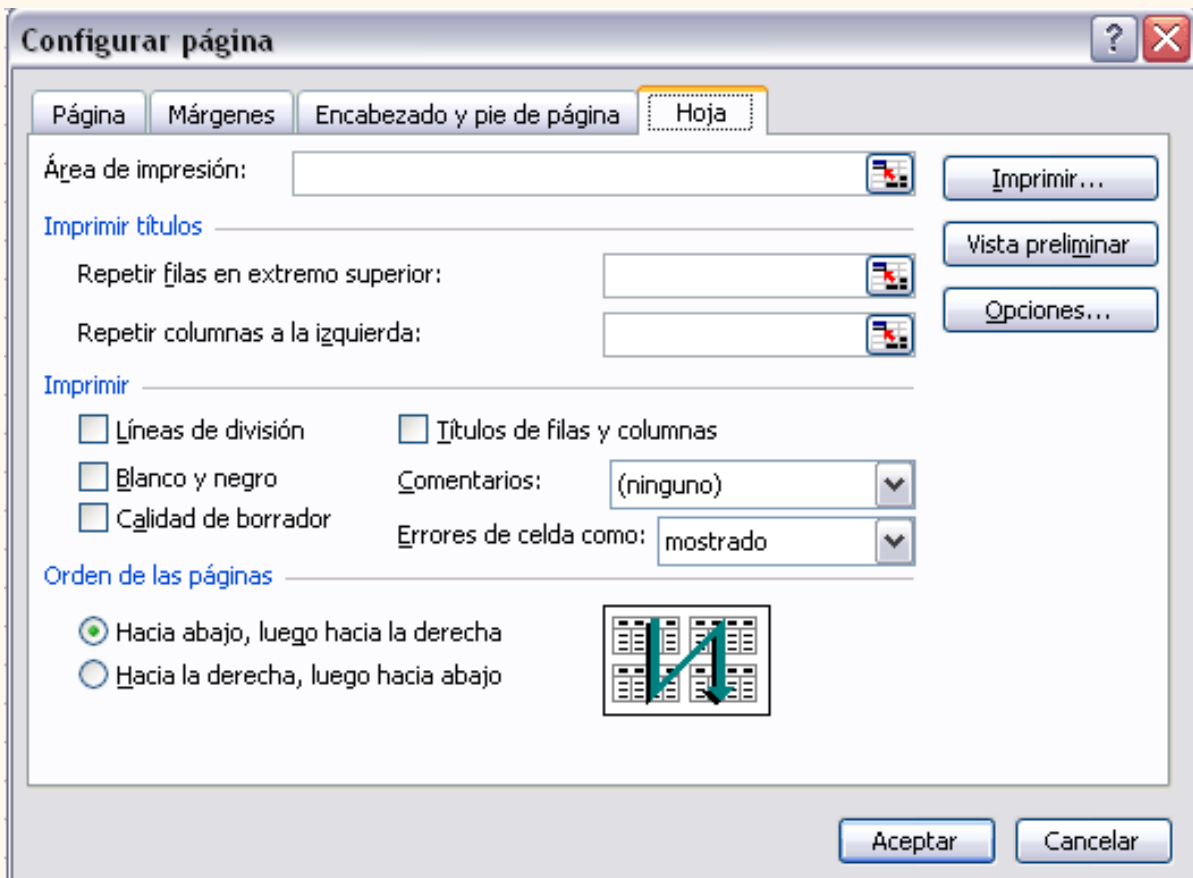 Configurar página
Página Márgenes Encabezado y pie de página Hoja
Área de impresión:
Imprimir...
Imprimir títulos
Vista preliminar
Repetir filas en extremo superior:
Opciones...
Repetir columnas a la izquierda:
Imprimir
Líneas de división
Títulos de filas y columnas
Blanco y negro
Comentarios: (ninguno)
Calidad de borrador
Errores de celda como: mostrado
Orden de las páginas
Hacia abajo, luego hacia la derecha
Hacia la derecha, luego hacia abajo
Aceptar Cancelar